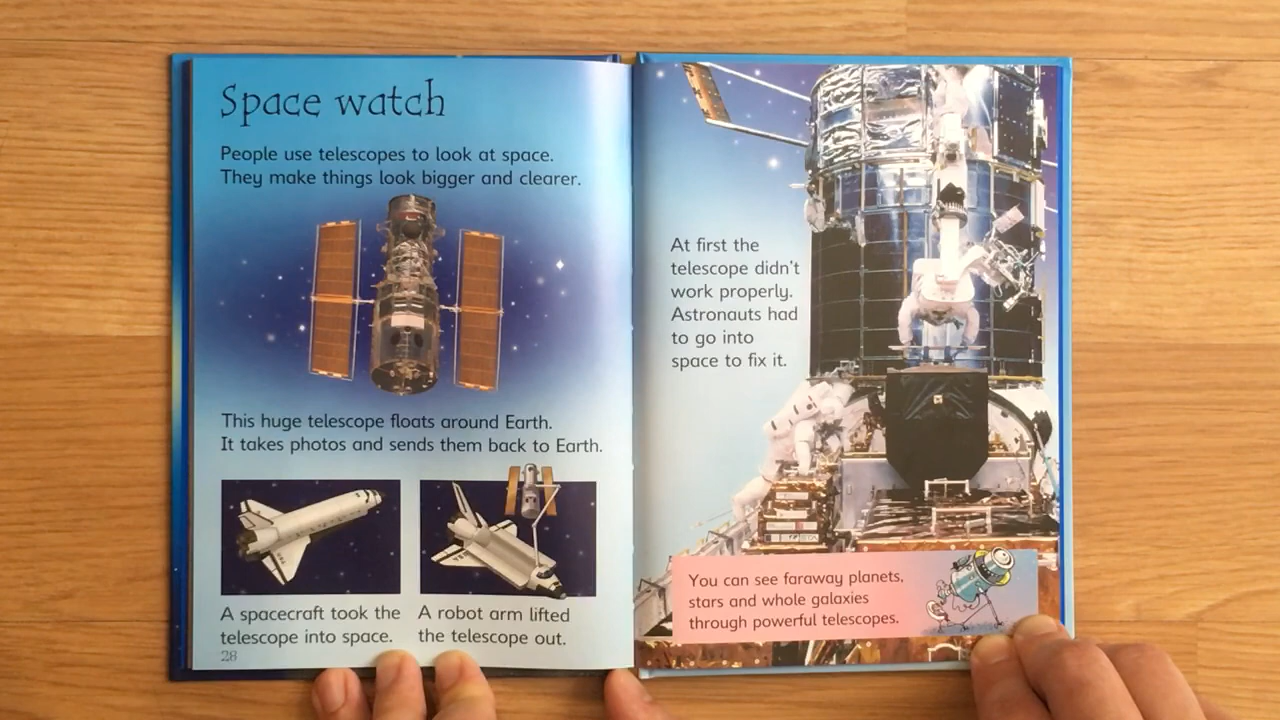 Space watch
People use telescopes to look at space.
They make things look bigger and clearer.
This huge telescope floats around Earth.
It takes photos and sends them back to Earth.
A spacecraft took the
telescope into space.
A robot arm lifted
the telescope out.
28
At first the
telescope didn't
work properly.
Astronauts had
to go into
space to fix it.
You can see faraway planets,
stars and whole galaxies
through powerful telescopes.